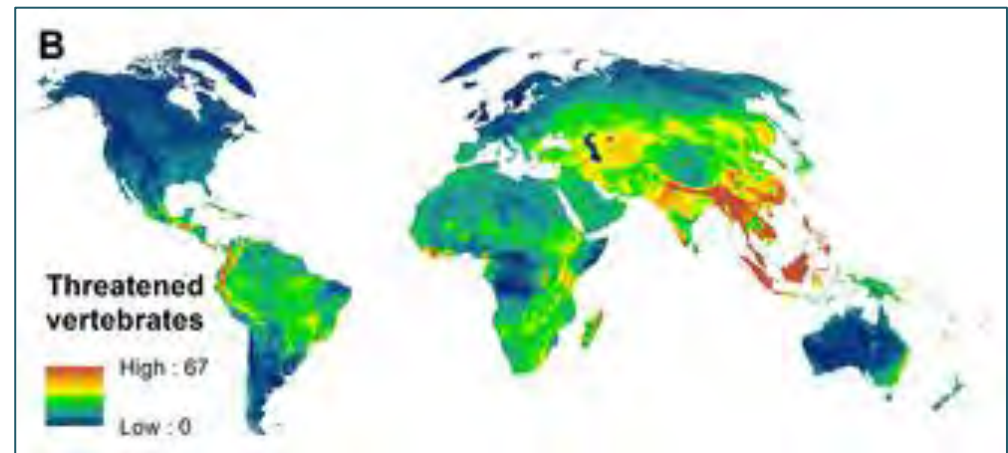 B
Threatened
vertebrates
High : 67
Low : 0